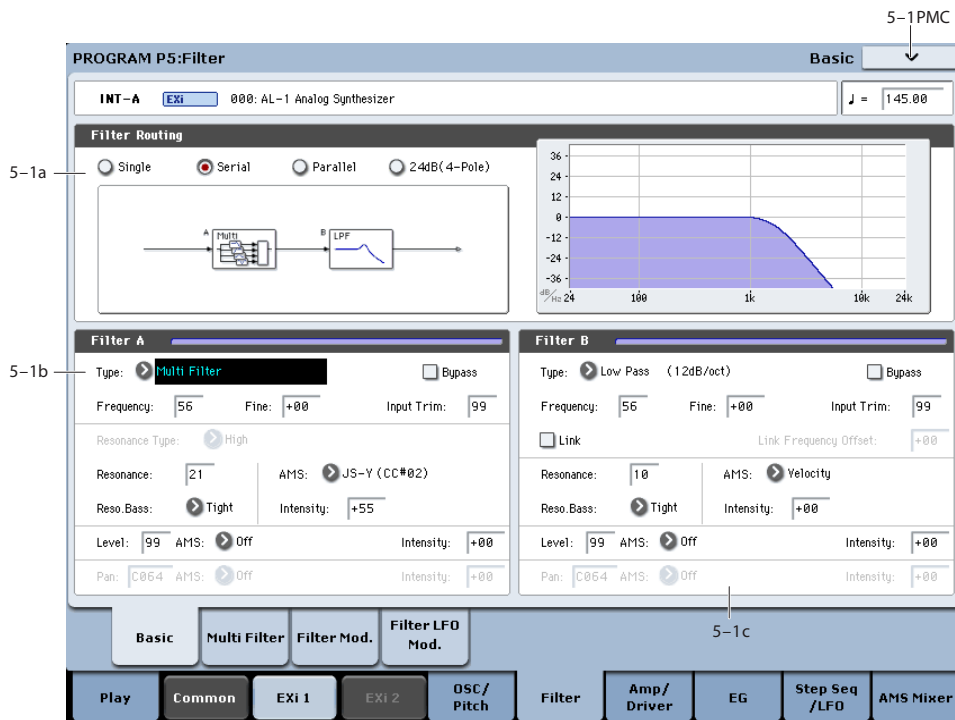 5–1PMC
PROGRAM P5:Filter Basic
INT-A EXi 000: AL-1 Analog Synthesizer ♩ = 145.00
Filter Routing
5–1a
Single Serial Parallel 24dB(4-Pole)
A Multi B LPF
36
24
12
0
-12
-24
-36
dB/Hz 24 100 1k 10k 24k
Filter A
5–1b
Type: Multi Filter Bypass
Frequency: 56 Fine: +00 Input Trim: 99
Resonance Type: High
Resonance: 21 AMS: JS-Y (CC#02)
Reso.Bass: Tight Intensity: +55
Level: 99 AMS: Off Intensity: +00
Pan: C064 AMS: Off Intensity: +00
Filter B
Type: Low Pass (12dB/oct) Bypass
Frequency: 56 Fine: +00 Input Trim: 99
Link Link Frequency Offset: +00
Resonance: 10 AMS: Velocity
Reso.Bass: Tight Intensity: +00
Level: 99 AMS: Off Intensity: +00
Pan: C064 AMS: Off Intensity: +00
5–1c
Basic Multi Filter Filter Mod. Filter LFO Mod.
Play Common EXi 1 EXi 2 OSC/ Pitch Filter Amp/ Driver EG Step Seq /LFO AMS Mixer